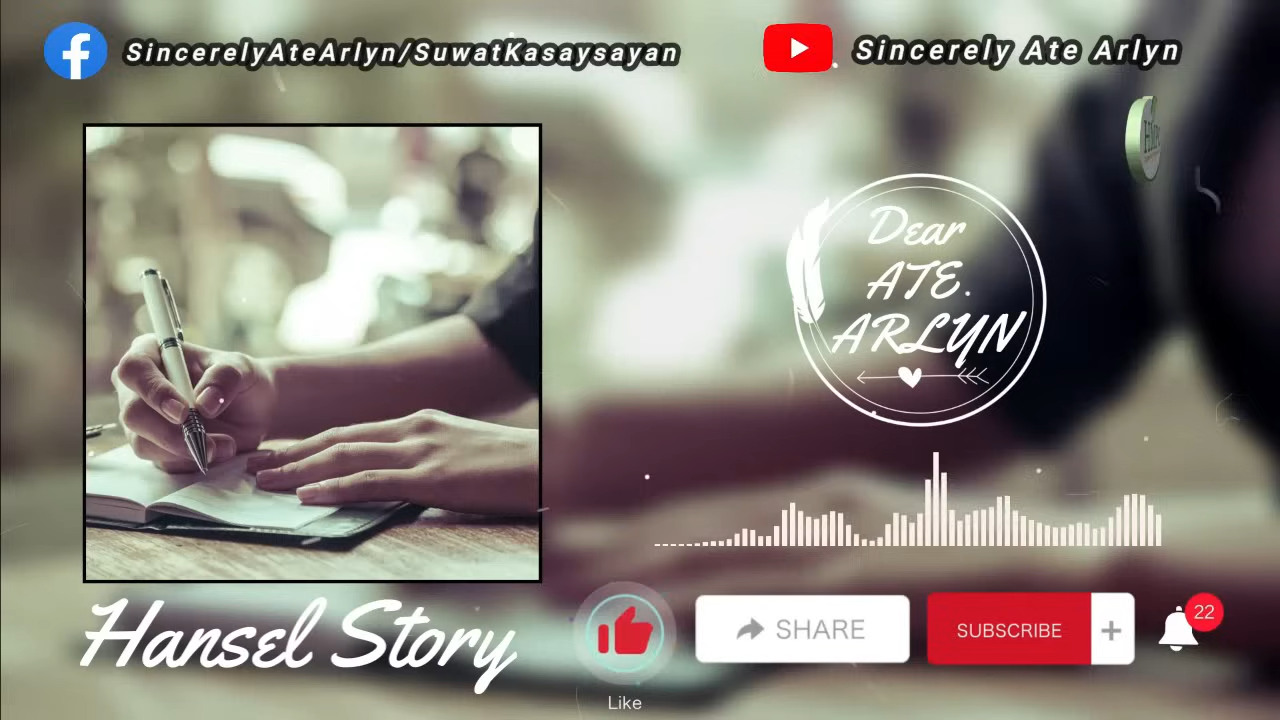 SincerelyAteArlyn/SuwatKasaysayan
Sincerely Ate Arlyn
Dear
ATE.
ARLYN
Hansel Story
Like
SHARE
SUBSCRIBE
22